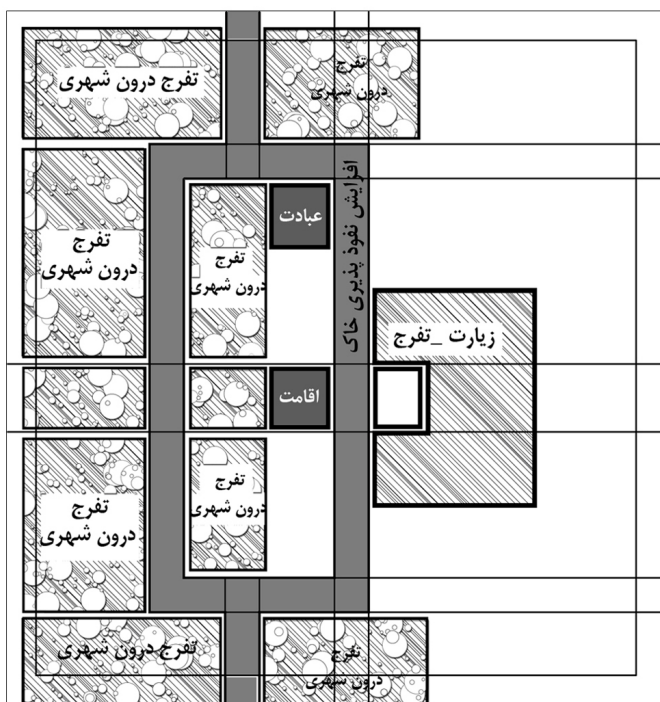 تفرج درون شهری
تفرج
درون شهری
افزایش نفوذ پذیری خاک
عبادت
تفرج
درون شهری
تفرج
درون شهری
زیارت _تفرج
اقامت
تفرج
درون شهری
تفرج
درون شهری
تفرج درون شهری
تفرج
درون شهری